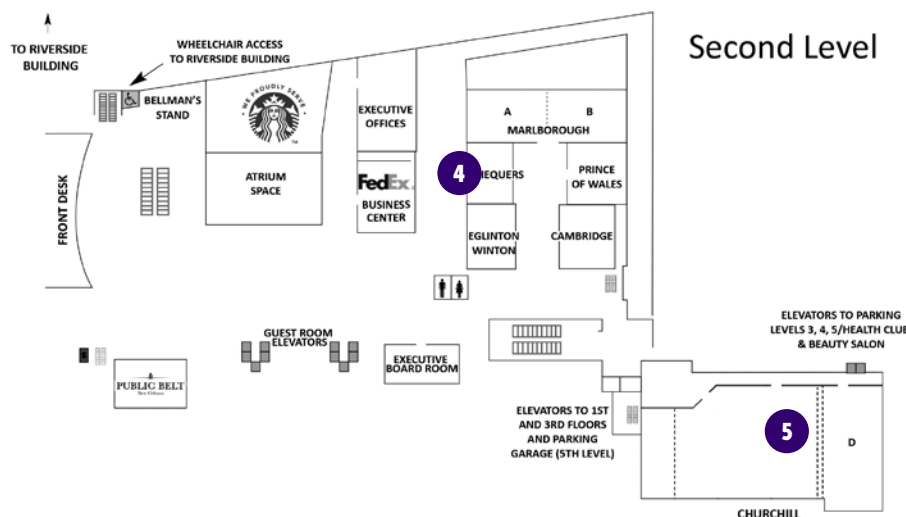 Second Level
TO RIVERSIDE
BUILDING
WHEELCHAIR ACCESS
TO RIVERSIDE BUILDING
BELLMAN'S
STAND
WE PROUDLY SERVE
TM
EXECUTIVE
OFFICES
A
B
MARLBOROUGH
FRONT DESK
ATRIUM
SPACE
FedEx
BUSINESS
CENTER
4
HEQUERS
PRINCE
OF WALES
EGLINTON
WINTON
CAMBRIDGE
GUEST ROOM
ELEVATORS
EXECUTIVE
BOARD ROOM
PUBLIC BELT
New Orleans
ELEVATORS TO PARKING
LEVELS 3, 4, 5/HEALTH CLUB
& BEAUTY SALON
ELEVATORS TO 1ST
AND 3RD FLOORS
AND PARKING
GARAGE (5TH LEVEL)
5
D
CHURCHILL